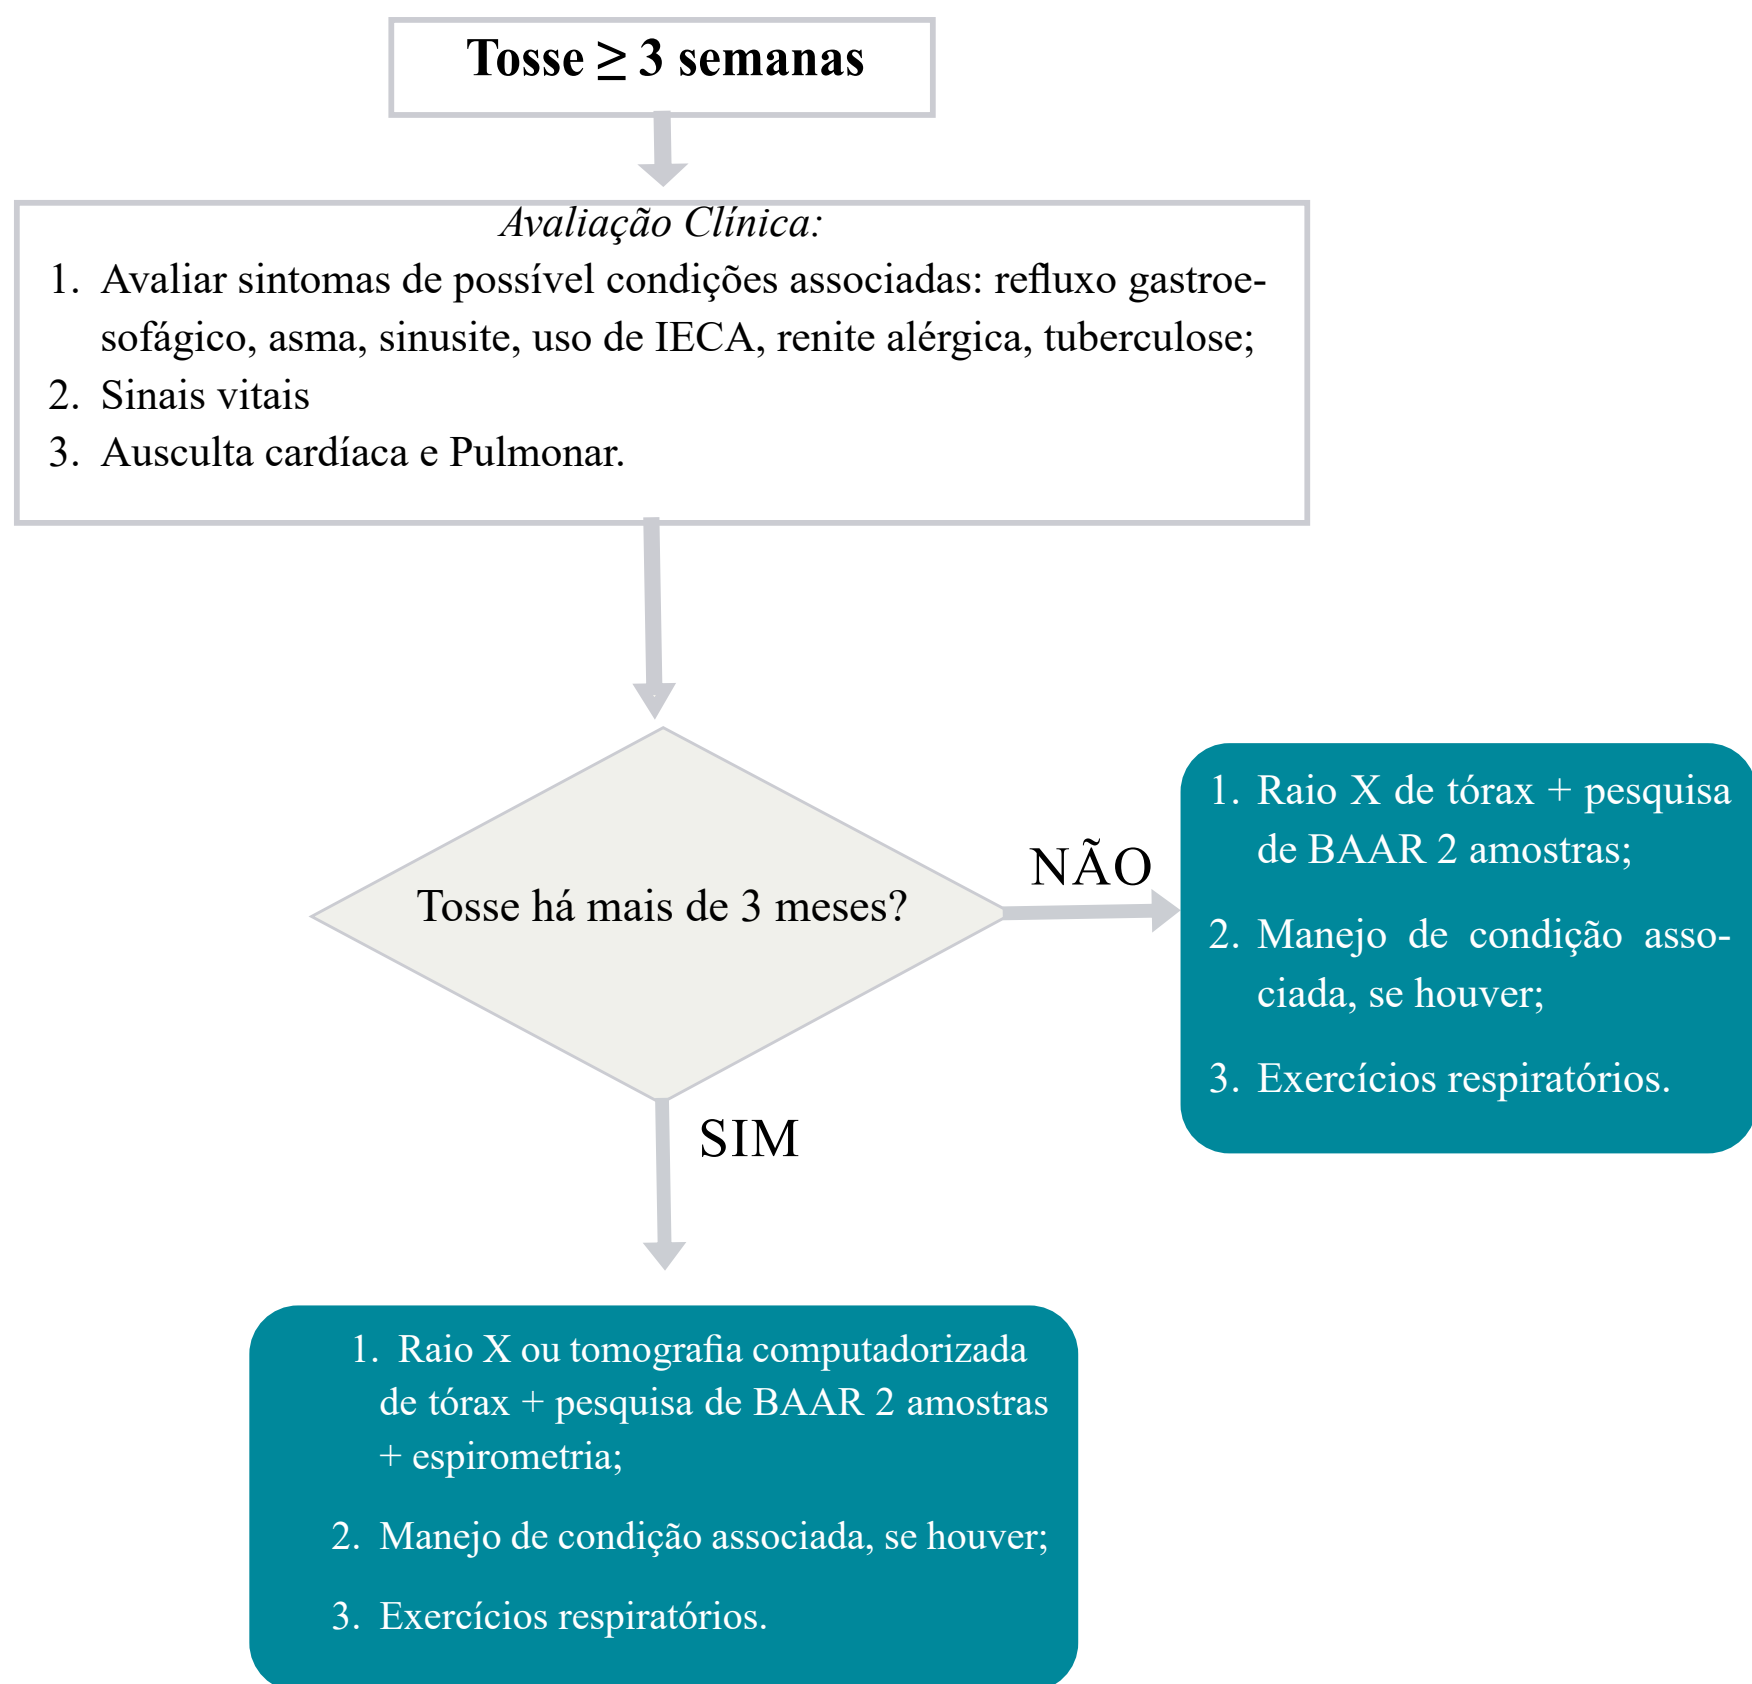 Tosse ≥ 3 semanas
Avaliação Clínica:
1. Avaliar sintomas de possível condições associadas: refluxo gastroe-
sofágico, asma, sinusite, uso de IECA, renite alérgica, tuberculose;
2. Sinais vitais
3. Ausculta cardíaca e Pulmonar.
Tosse há mais de 3 meses?
NÃO
1. Raio X de tórax + pesquisa
de BAAR 2 amostras;
2. Manejo de condição asso-
ciada, se houver;
3. Exercícios respiratórios.
SIM
1. Raio X ou tomografia computadorizada
de tórax + pesquisa de BAAR 2 amostras
+ espirometria;
2. Manejo de condição associada, se houver;
3. Exercícios respiratórios.